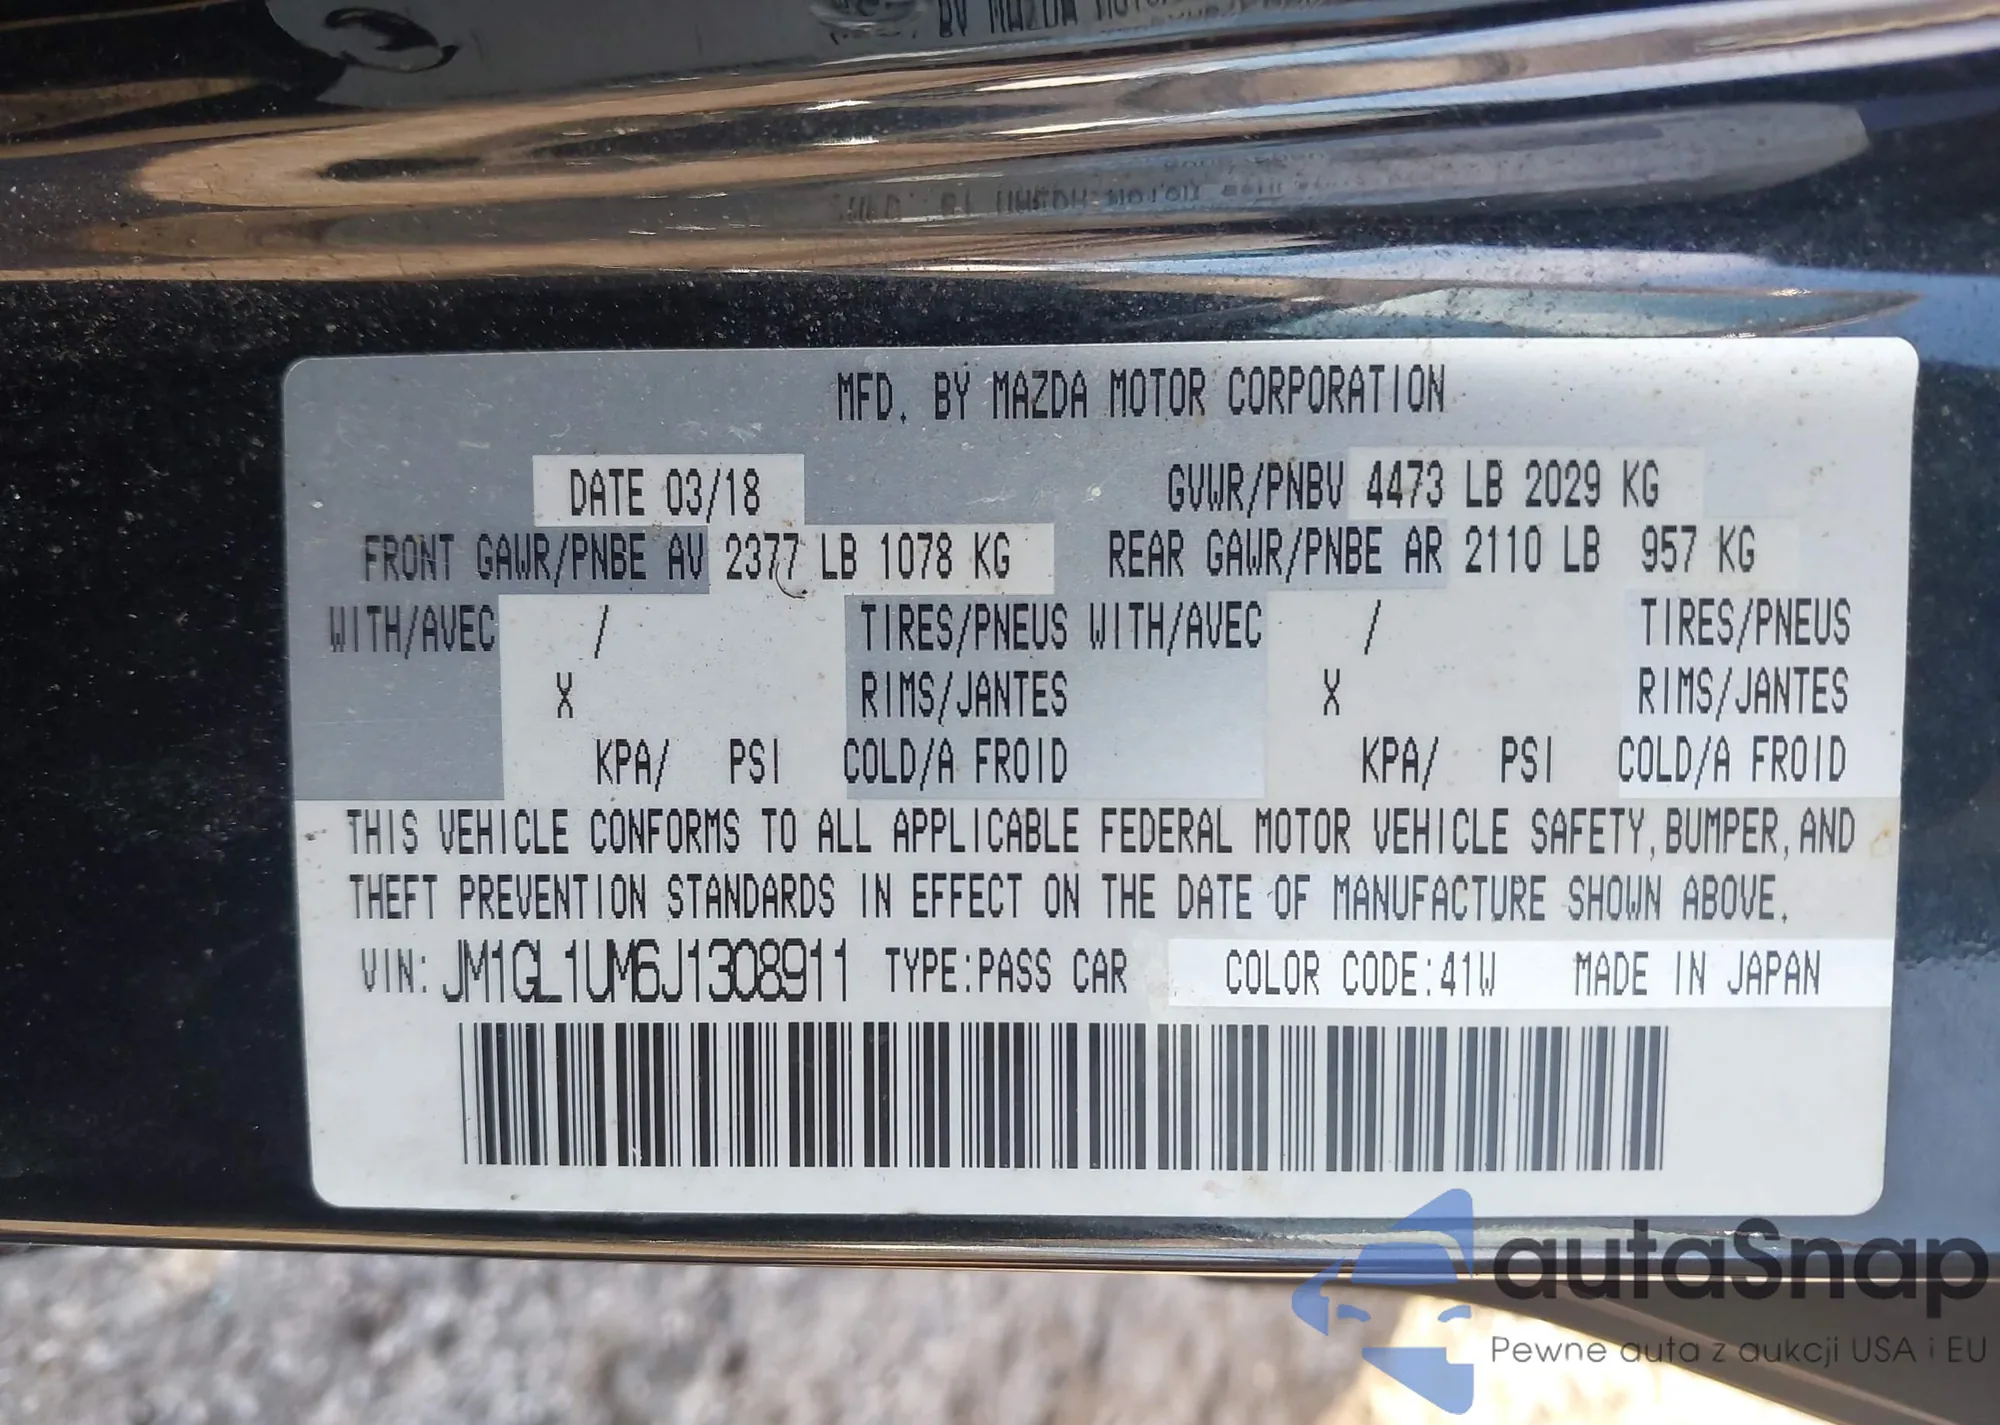 BY MAZDA MOTOR
MFD. BY MAZDA MOTOR CORPORATION
DATE 03/18 GVWR/PNBV 4473 LB 2029 KG
FRONT GAWR/PNBE AV 2377 LB 1078 KG REAR GAWR/PNBE AR 2110 LB 957 KG
WITH/AVEC / TIRES/PNEUS WITH/AVEC / TIRES/PNEUS
X RIMS/JANTES X RIMS/JANTES
KPA/ PSI COLD/A FROID KPA/ PSI COLD/A FROID
THIS VEHICLE CONFORMS TO ALL APPLICABLE FEDERAL MOTOR VEHICLE SAFETY, BUMPER, AND
THEFT PREVENTION STANDARDS IN EFFECT ON THE DATE OF MANUFACTURE SHOWN ABOVE.
VIN: JM1GL1UM6J1308911 TYPE:PASS CAR COLOR CODE:41W MADE IN JAPAN
autaSnap
Pewne auta z aukcji USA i EU